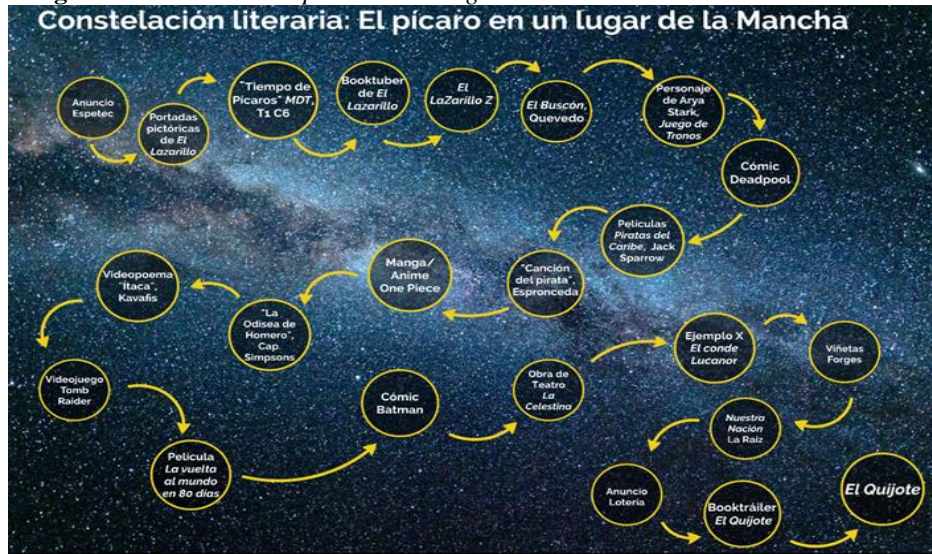 Constelación literaria: El pícaro en un lugar de la Mancha
Anuncio
Espetec
Portadas
pictóricas
de El
Lazarillo
"Tiempo de
Pícaros" MDT,
T1 C6
Booktuber
de El
Lazarillo
El
LaZarillo Z
El Buscón,
Quevedo
Personaje
de Arya
Stark,
Juego de
Tronos
Cómic
Deadpool
Películas
Piratas del
Caribe, Jack
Sparrow
"Canción
del pirata",
Espronceda
Manga/
Anime
One Piece
"La
Odisea de
Homero",
Cap.
Simpsons
Videopoema
"Ítaca",
Kavafis
Videojuego
Tomb
Raider
Película
La vuelta
al mundo
en 80 días
Cómic
Batman
Obra de
Teatro
La
Celestina
Ejemplo X
El conde
Lucanor
Viñetas
Forges
Nuestra
Nación
La Raíz
Anuncio
Lotería
Booktráiler
El Quijote
El Quijote